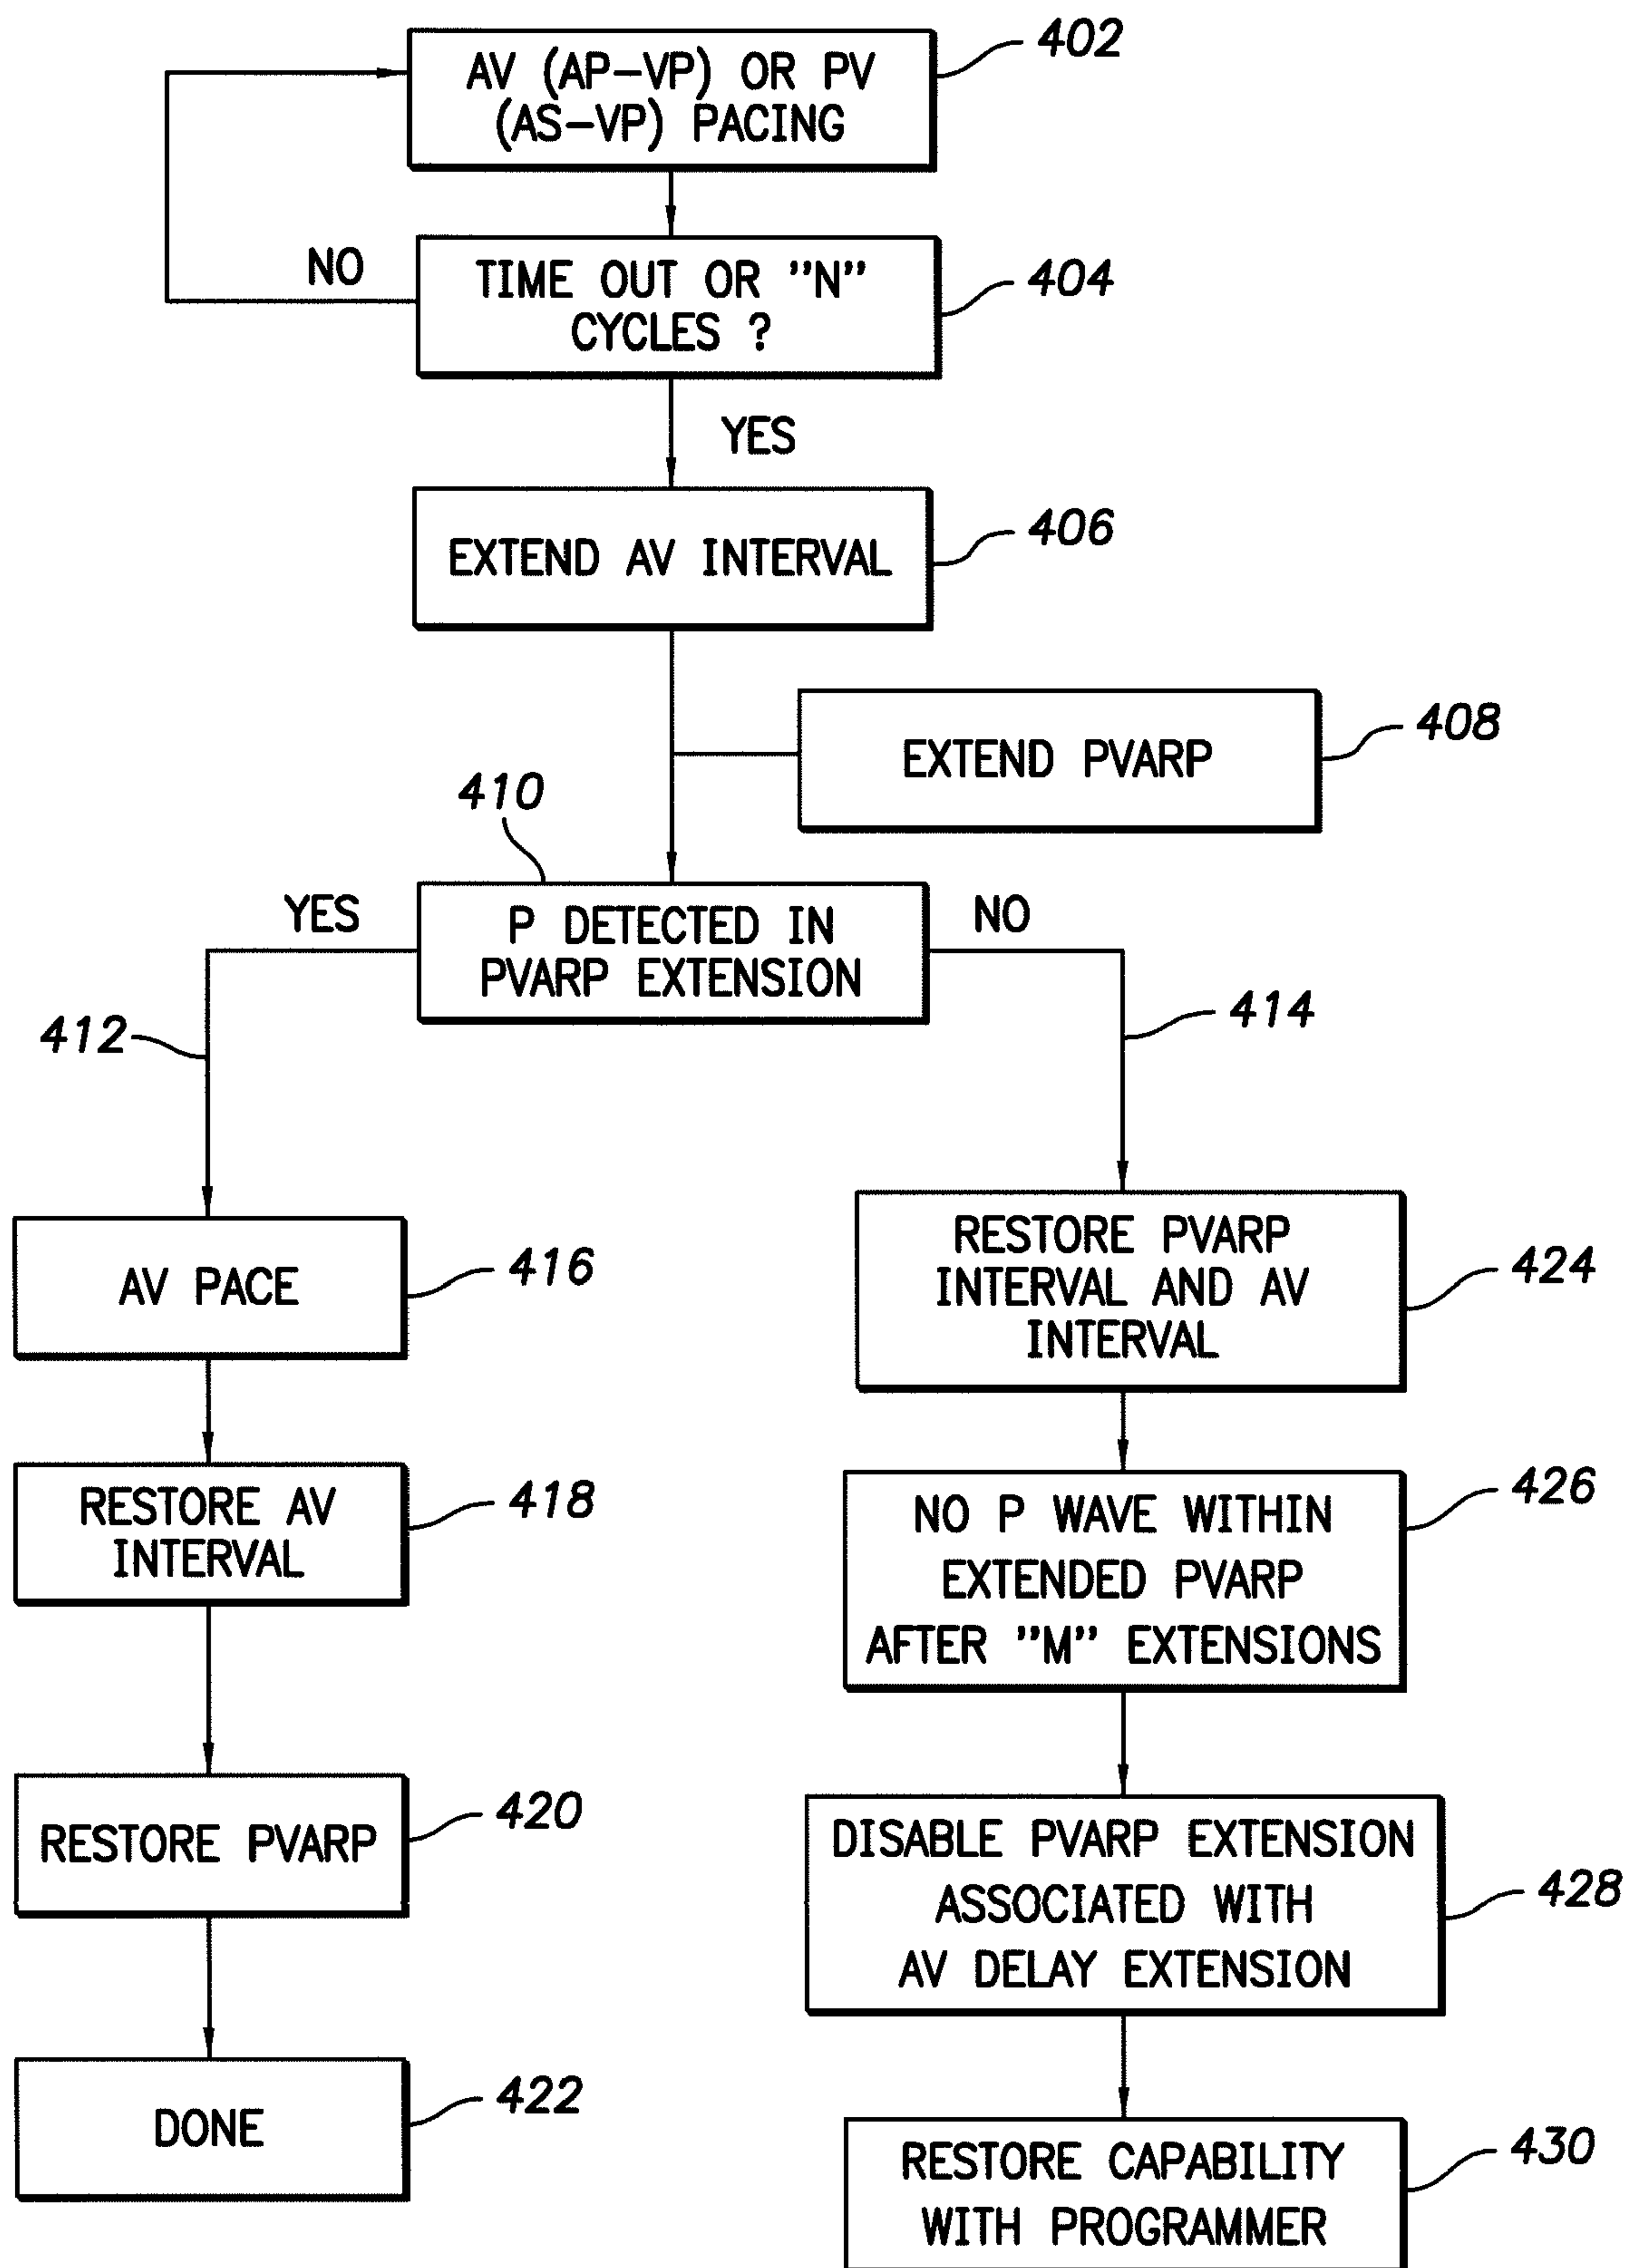 402
AV (AP-VP) OR PV
(AS-VP) PACING
NO
TIME OUT OR "N"
CYCLES ?
404
YES
EXTEND AV INTERVAL
406
EXTEND PVARP
408
410
YES
P DETECTED IN
PVARP EXTENSION
NO
412
414
AV PACE
416
RESTORE AV
INTERVAL
418
RESTORE PVARP
420
DONE
422
RESTORE PVARP
INTERVAL AND AV
INTERVAL
424
NO P WAVE WITHIN
EXTENDED PVARP
AFTER "M" EXTENSIONS
426
DISABLE PVARP EXTENSION
ASSOCIATED WITH
AV DELAY EXTENSION
428
RESTORE CAPABILITY
WITH PROGRAMMER
430